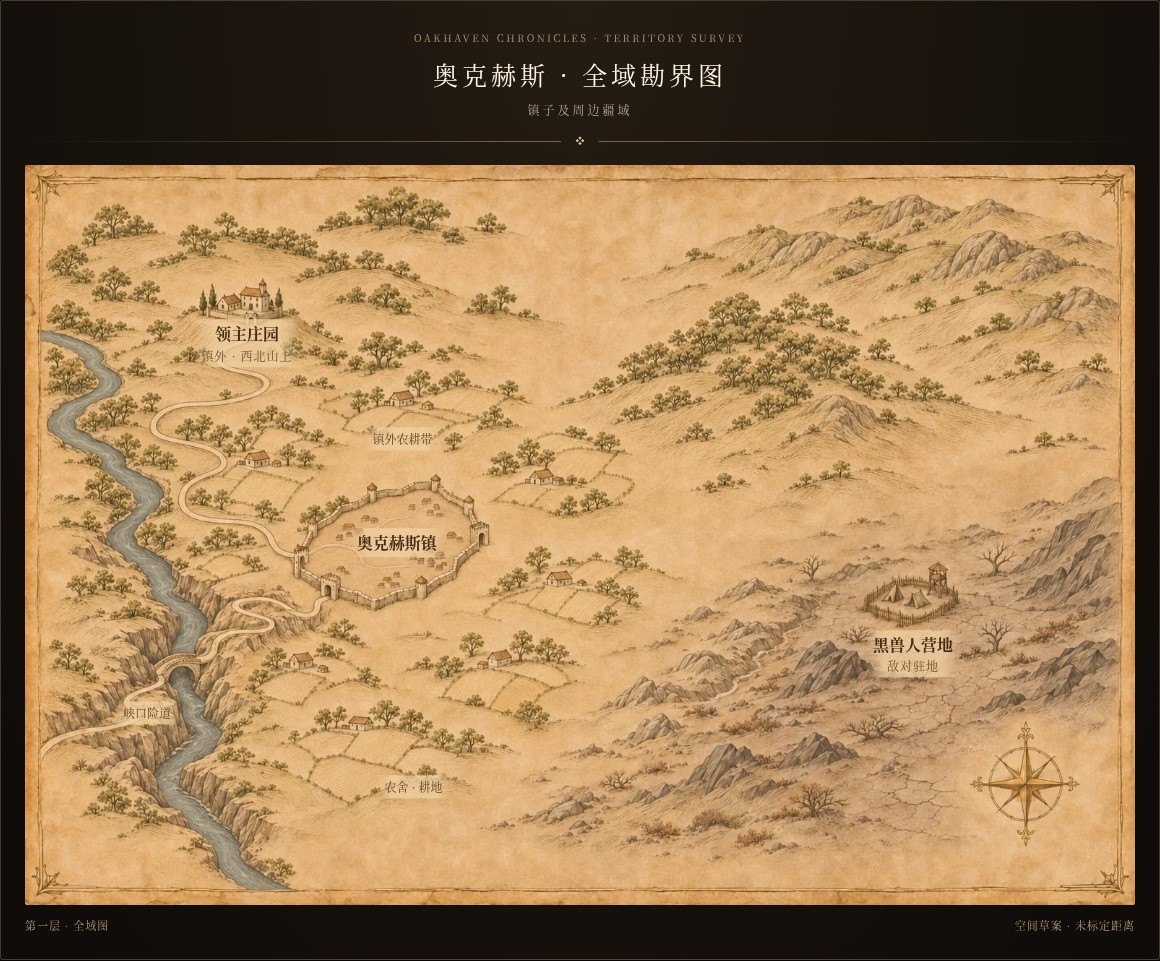 OAKHAVEN CHRONICLES · TERRITORY SURVEY
奥克赫斯 · 全域勘界图
镇子及周边疆域
领主庄园
镇外 · 西北山上
镇外农耕带
奥克赫斯镇
黑兽人营地
敌对驻地
峡口险道
农舍 · 耕地
第一层 · 全域图
空间草案 · 未标定距离